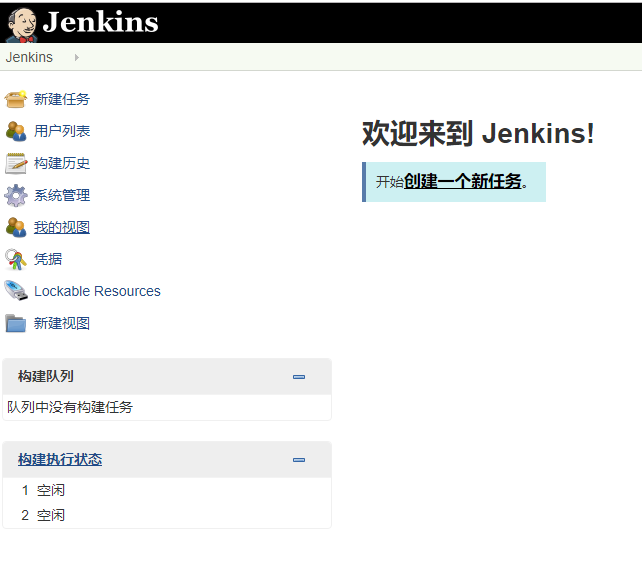 Jenkins
Jenkins
新建任务
用户列表
构建历史
系统管理
我的视图
凭据
Lockable Resources
新建视图
构建队列
队列中没有构建任务
构建执行状态
1 空闲
2 空闲
欢迎来到 Jenkins!
开始创建一个新任务。